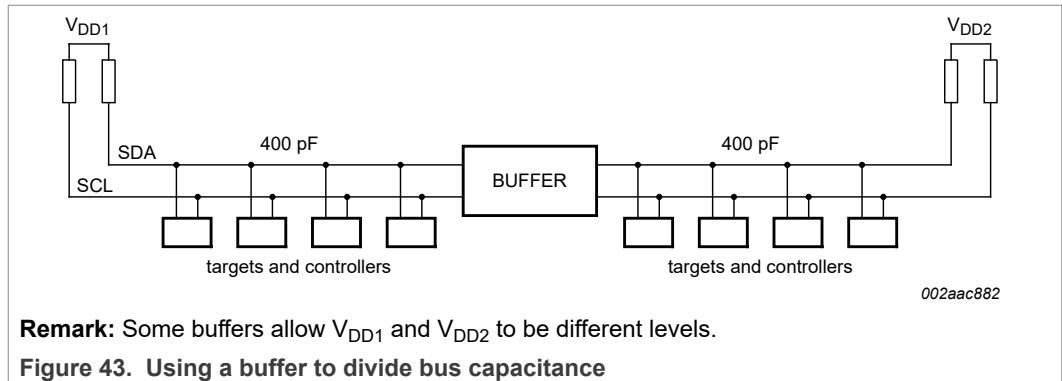 VDD1
VDD2
400 pF
400 pF
SDA
BUFFER
SCL
targets and controllers
targets and controllers
002aac882
Remark: Some buffers allow VDD1 and VDD2 to be different levels.
Figure 43. Using a buffer to divide bus capacitance